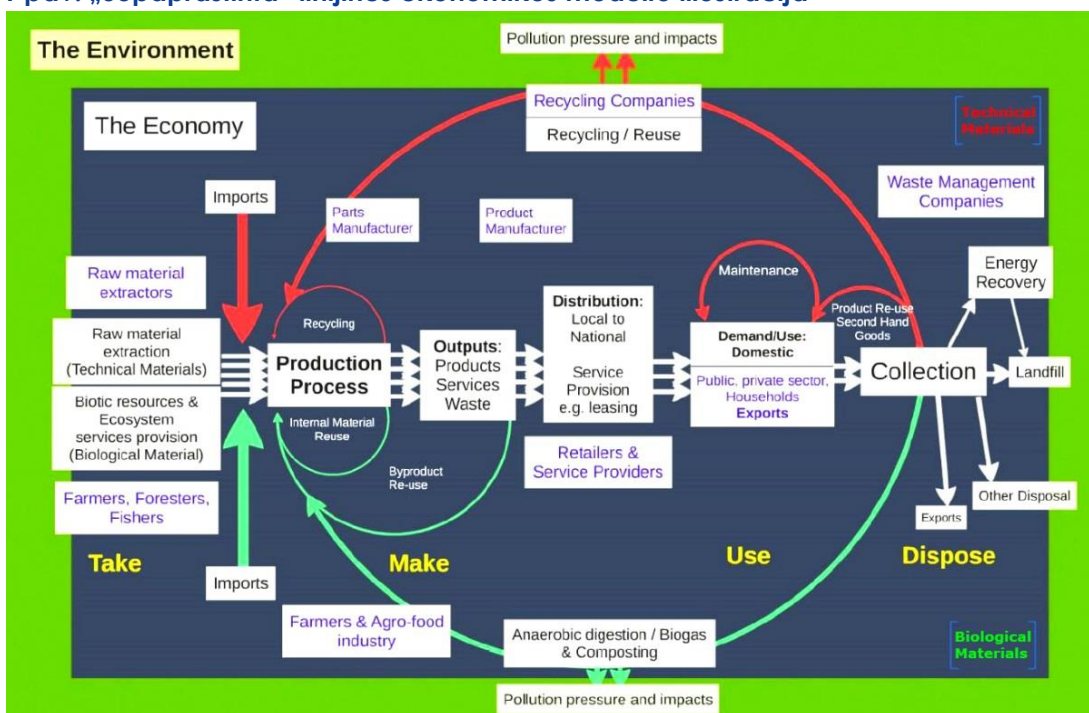 The Environment
Pollution pressure and impacts
The Economy
Recycling Companies
Recycling / Reuse
Technical
Materials
Waste Management
Companies
Imports
Parts
Manufacturer
Product
Manufacturer
Raw material
extractors
Maintenance
Energy
Recovery
Raw material
extraction
(Technical Materials)
Recycling
Production
Process
Outputs:
Products
Services
Waste
Distribution:
Local to
National
Service
Provision
e.g. leasing
Demand/Use:
Domestic
Public, private sector,
Households
Exports
Product Re-use
Second Hand
Goods
Collection
Landfill
Biotic resources &
Ecosystem
services provision
(Biological Material)
Internal Material
Reuse
Byproduct
Re-use
Retailers &
Service Providers
Farmers, Foresters,
Fishers
Other Disposal
Exports
Take
Make
Use
Dispose
Imports
Farmers & Agro-food
industry
Anaerobic digestion / Biogas
& Composting
Biological
Materials
Pollution pressure and impacts